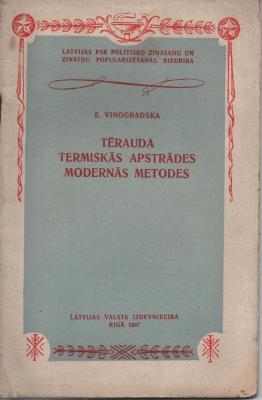 LATVIJAS PSR POLITISKO ZINĀŠANU UN
ZINĀTŅU POPULARIZĒŠANAS BIEDRĪBA
E. VINOGRADSKA
TĒRAUDA
TERMISKĀS APSTRĀDES
MODERNĀS METODES
LATVIJAS VALSTS IZDEVNIECĪBA
RĪGĀ 1957